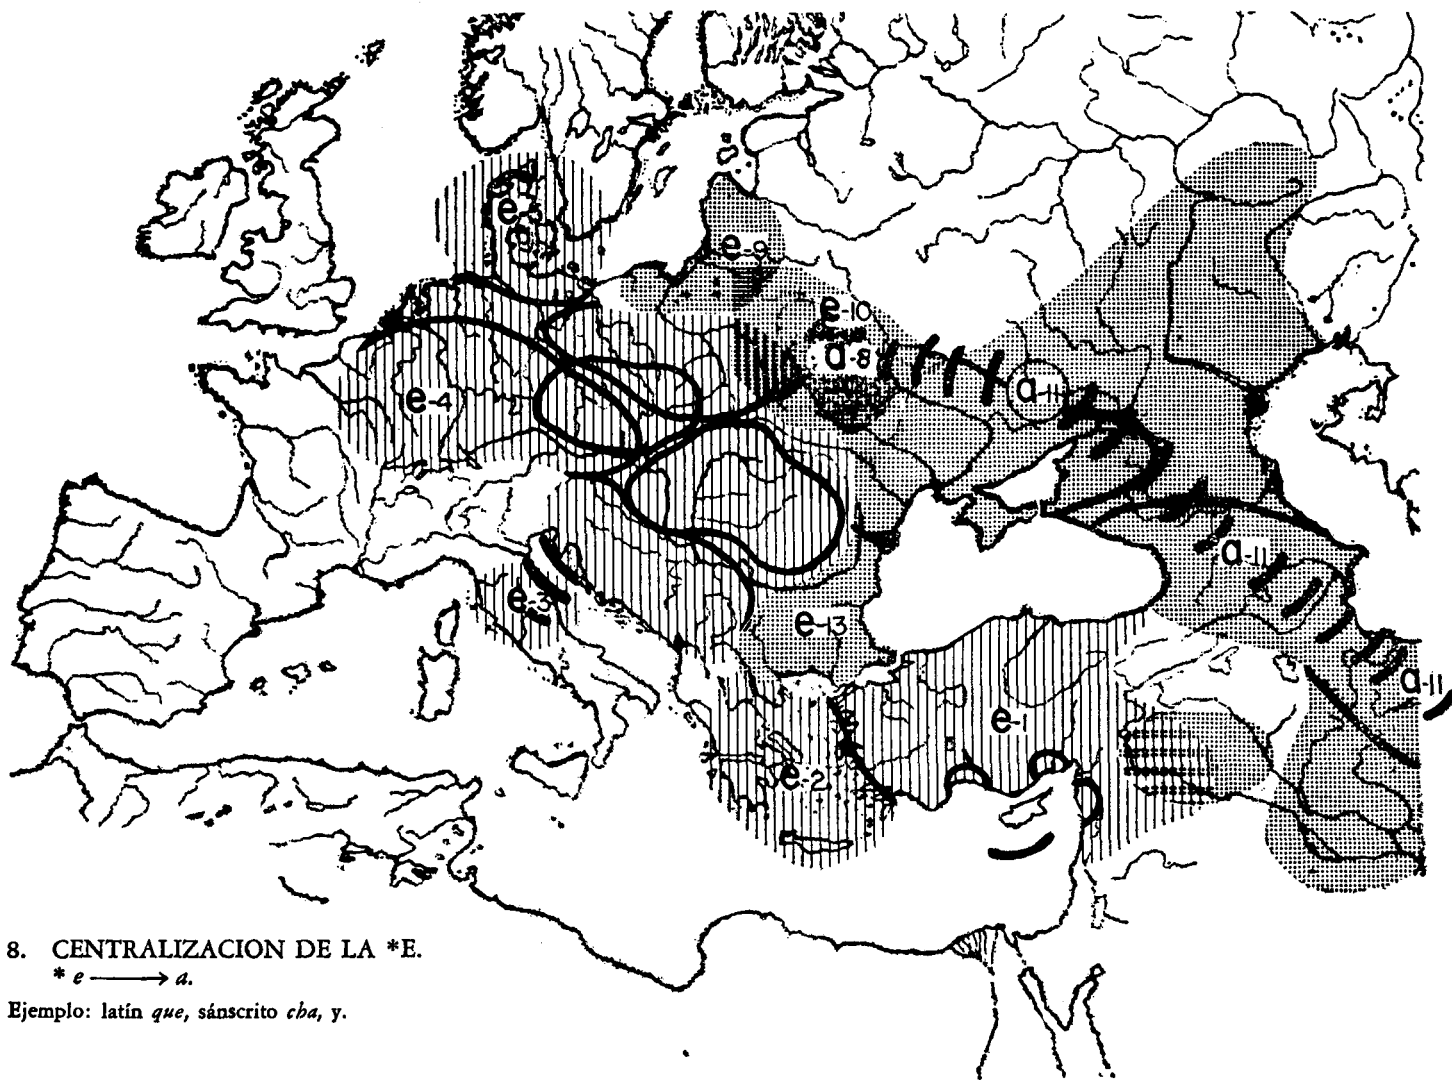 e-5
e-9
e-10
a-8
a-11
e-4
a-11
e-3
e-13
a-11
e-1
e-2
8. CENTRALIZACION DE LA *E.
* e ⟶ a.
Ejemplo: latín que, sánscrito cha, y.